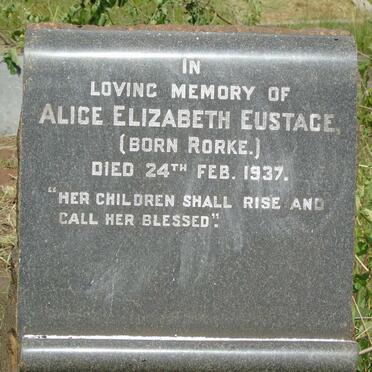 IN
LOVING MEMORY OF
ALICE ELIZABETH EUSTACE,
(BORN RORKE.)
DIED 24TH FEB. 1937.
"HER CHILDREN SHALL RISE AND
CALL HER BLESSED".